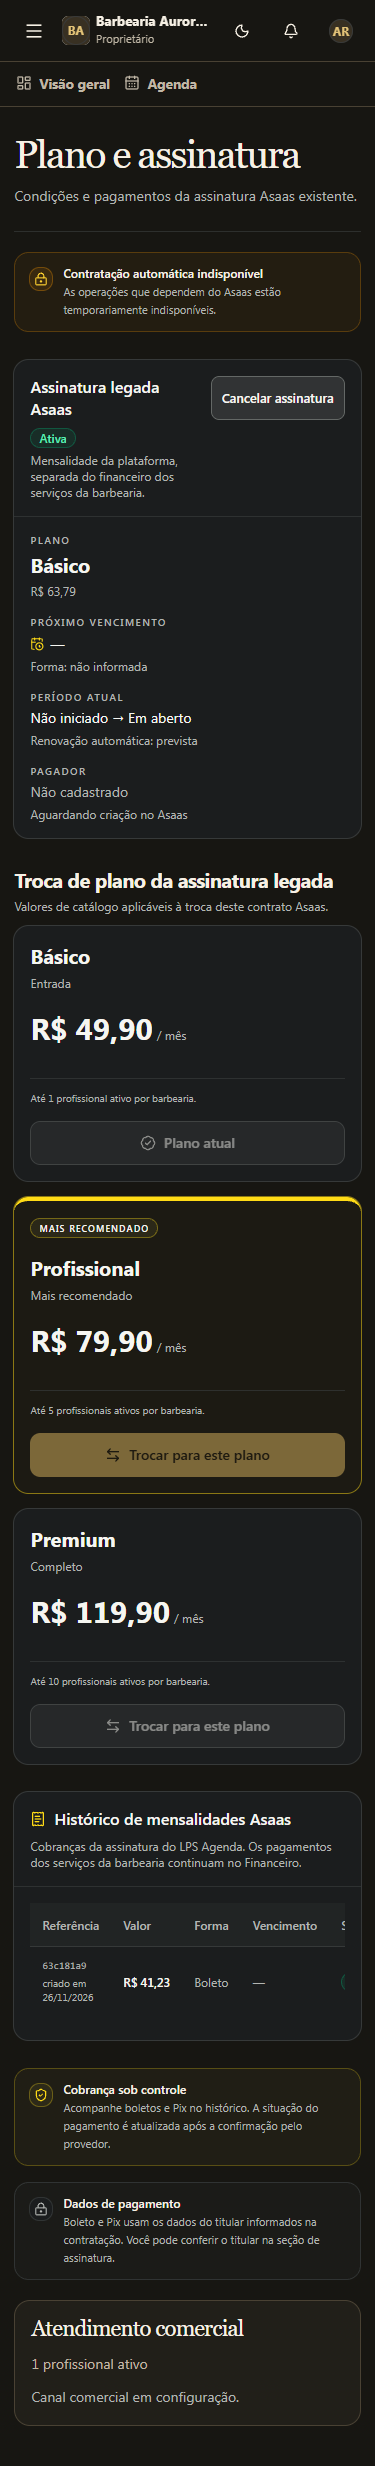 BA
Barbearia Auror...
Proprietário
AR
Visão geral
Agenda
Plano e assinatura
Condições e pagamentos da assinatura Asaas existente.
Contratação automática indisponível
As operações que dependem do Asaas estão
temporariamente indisponíveis.
Assinatura legada
Asaas
Cancelar assinatura
Ativa
Mensalidade da plataforma,
separada do financeiro dos
serviços da barbearia.
PLANO
Básico
R$ 63,79
PRÓXIMO VENCIMENTO
—
Forma: não informada
PERÍODO ATUAL
Não iniciado → Em aberto
Renovação automática: prevista
PAGADOR
Não cadastrado
Aguardando criação no Asaas
Troca de plano da assinatura legada
Valores de catálogo aplicáveis à troca deste contrato Asaas.
Básico
Entrada
R$ 49,90 / mês
Até 1 profissional ativo por barbearia.
Plano atual
MAIS RECOMENDADO
Profissional
Mais recomendado
R$ 79,90 / mês
Até 5 profissionais ativos por barbearia.
Trocar para este plano
Premium
Completo
R$ 119,90 / mês
Até 10 profissionais ativos por barbearia.
Trocar para este plano
Histórico de mensalidades Asaas
Cobranças da assinatura do LPS Agenda. Os pagamentos
dos serviços da barbearia continuam no Financeiro.
Referência Valor Forma Vencimento
63c181a9
criado em
26/11/2026
R$ 41,23 Boleto —
Cobrança sob controle
Acompanhe boletos e Pix no histórico. A situação do
pagamento é atualizada após a confirmação pelo
provedor.
Dados de pagamento
Boleto e Pix usam os dados do titular informados na
contratação. Você pode conferir o titular na seção de
assinatura.
Atendimento comercial
1 profissional ativo
Canal comercial em configuração.